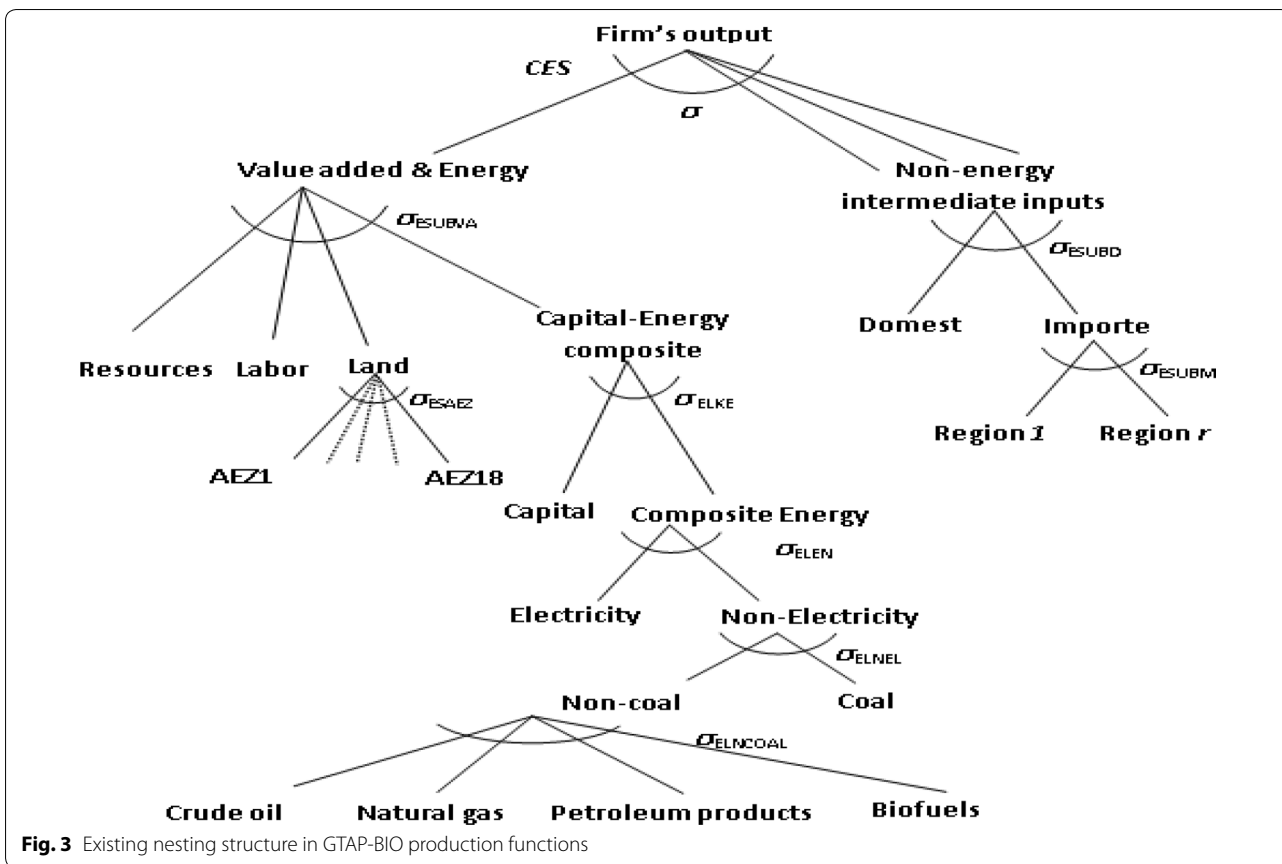 Firm's output
CES
σ
Value added & Energy
Non-energy
intermediate inputs
σESUBVA
σESUBD
Capital-Energy
composite
Domest
Importe
Resources
Labor
Land
σESAEZ
σELKE
σESUBM
Region 1
Region r
AEZ1
AEZ18
Capital
Composite Energy
σELEN
Electricity
Non-Electricity
σELNEL
Non-coal
Coal
σELNCOAL
Crude oil
Natural gas
Petroleum products
Biofuels
Fig. 3 Existing nesting structure in GTAP-BIO production functions